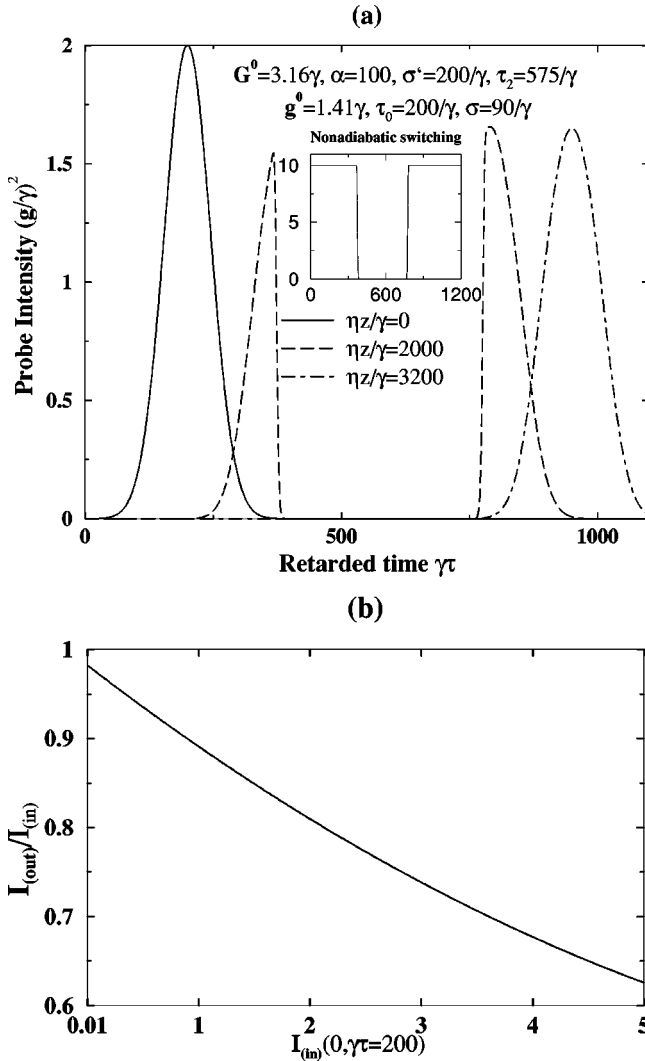 (a)
G⁰=3.16γ, α=100, σ‘=200/γ, τ₂=575/γ
g⁰=1.41γ, τ₀=200/γ, σ=90/γ
Nonadiabatic switching
10
5
0
0 600 1200
ηz/γ=0
ηz/γ=2000
ηz/γ=3200
Probe Intensity (g/γ)²
2
1.5
1
0.5
0
0 500 1000
Retarded time γτ
(b)
I(out)/I(in)
1
0.9
0.8
0.7
0.6
0.01 1 2 3 4 5
I(in)(0,γτ=200)